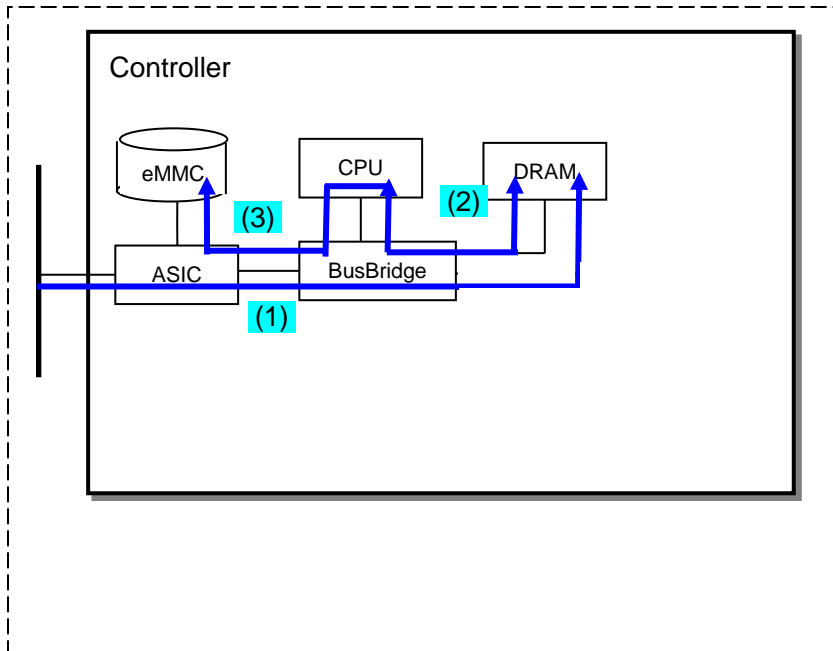 Controller
eMMC
CPU
DRAM
(3)
(2)
ASIC
BusBridge
(1)